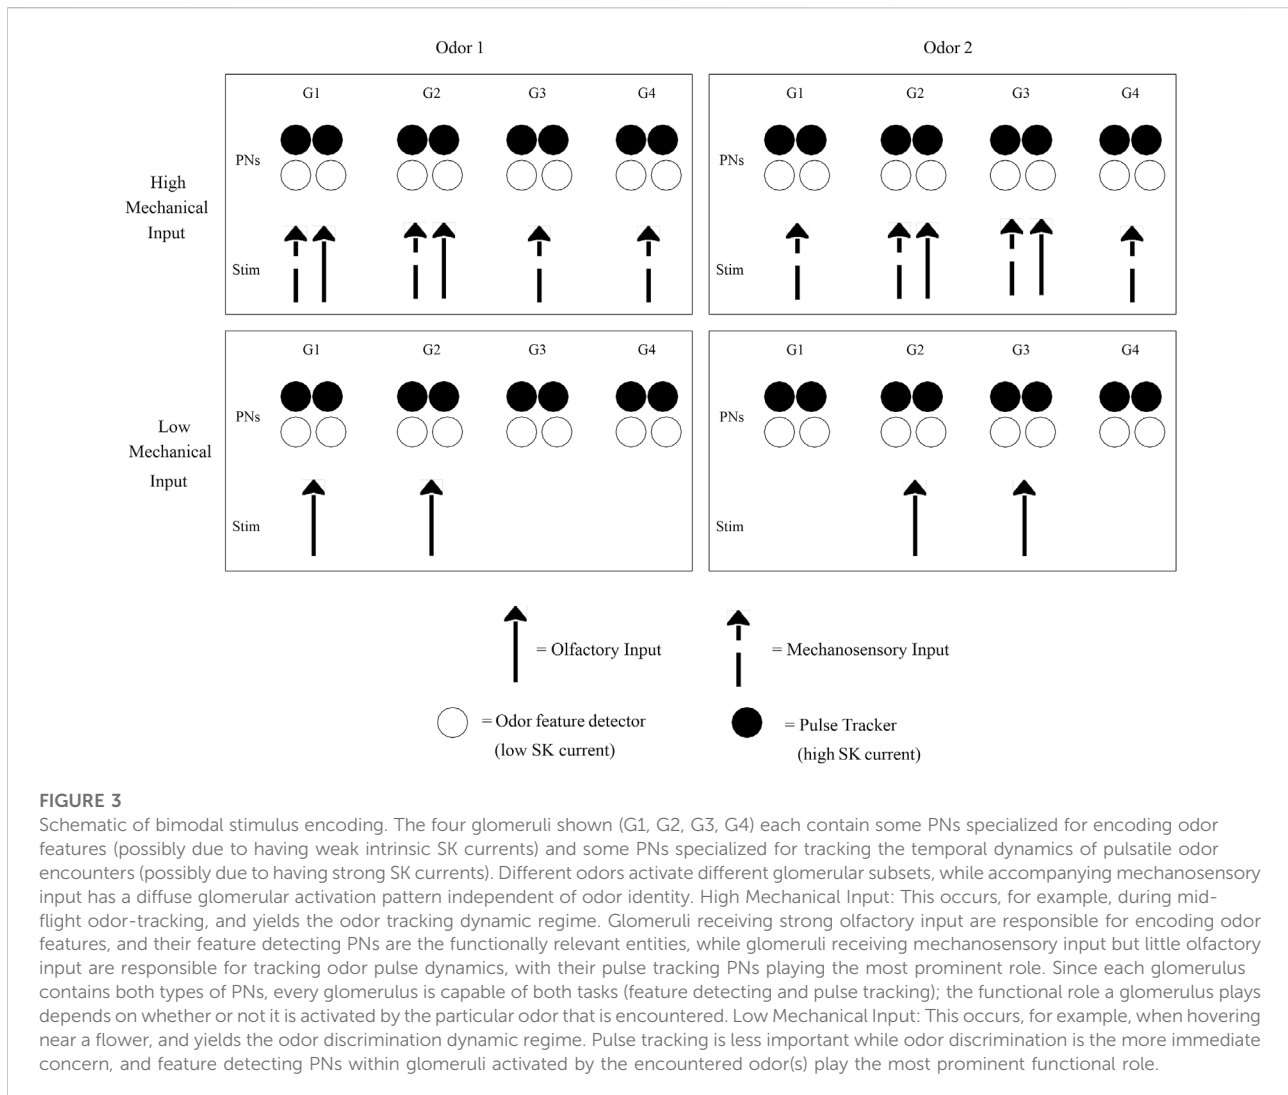 Odor 1
Odor 2
G1 G2 G3 G4
G1 G2 G3 G4
PNs
PNs
High
Mechanical
Input
Stim
Stim
G1 G2 G3 G4
G1 G2 G3 G4
PNs
PNs
Low
Mechanical
Input
Stim
Stim
= Olfactory Input
= Mechanosensory Input
= Odor feature detector
(low SK current)
= Pulse Tracker
(high SK current)
FIGURE 3
Schematic of bimodal stimulus encoding. The four glomeruli shown (G1, G2, G3, G4) each contain some PNs specialized for encoding odor
features (possibly due to having weak intrinsic SK currents) and some PNs specialized for tracking the temporal dynamics of pulsatile odor
encounters (possibly due to having strong SK currents). Different odors activate different glomerular subsets, while accompanying mechanosensory
input has a diffuse glomerular activation pattern independent of odor identity. High Mechanical Input: This occurs, for example, during mid-
flight odor-tracking, and yields the odor tracking dynamic regime. Glomeruli receiving strong olfactory input are responsible for encoding odor
features, and their feature detecting PNs are the functionally relevant entities, while glomeruli receiving mechanosensory input but little olfactory
input are responsible for tracking odor pulse dynamics, with their pulse tracking PNs playing the most prominent role. Since each glomerulus
contains both types of PNs, every glomerulus is capable of both tasks (feature detecting and pulse tracking); the functional role a glomerulus plays
depends on whether or not it is activated by the particular odor that is encountered. Low Mechanical Input: This occurs, for example, when hovering
near a flower, and yields the odor discrimination dynamic regime. Pulse tracking is less important while odor discrimination is the more immediate
concern, and feature detecting PNs within glomeruli activated by the encountered odor(s) play the most prominent functional role.